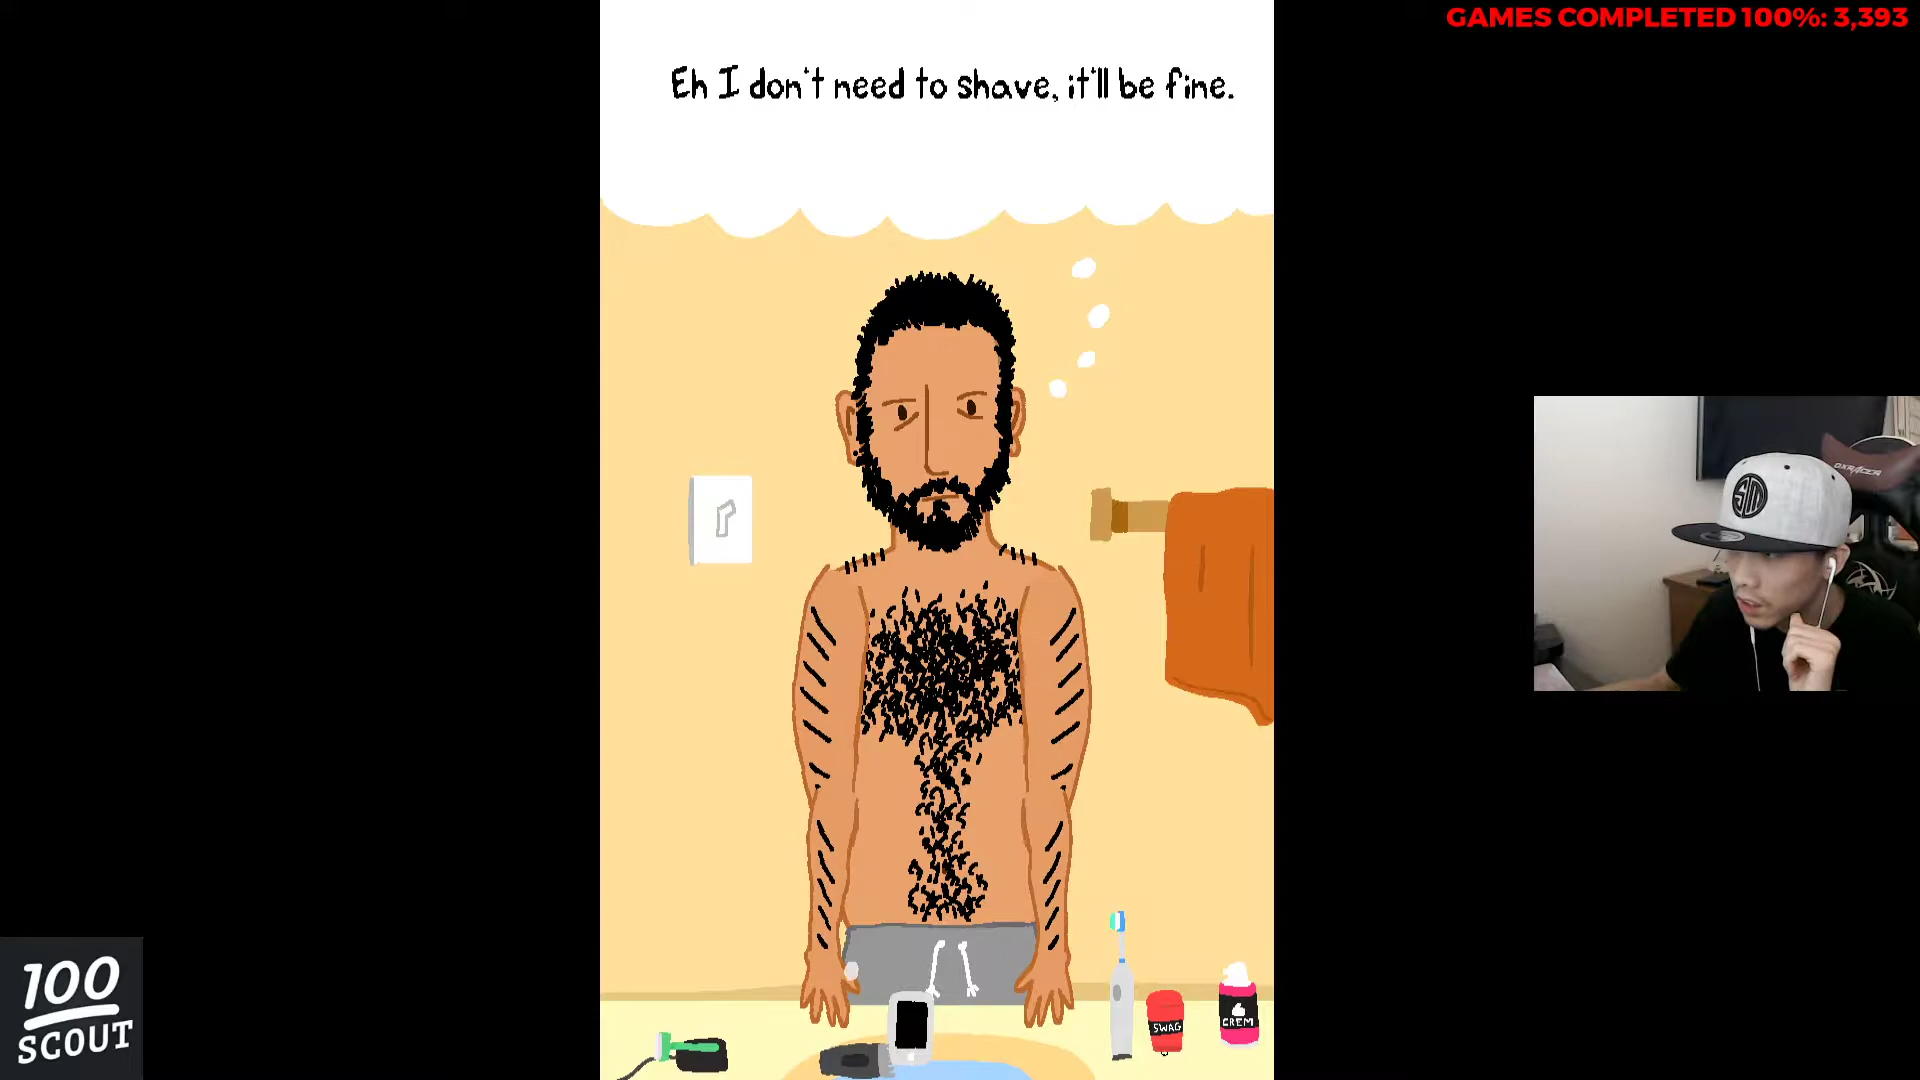 GAMES COMPLETED 100%: 3,393
Eh I don't need to shave, it'll be fine.
SWAG
CREM
100
SCOUT